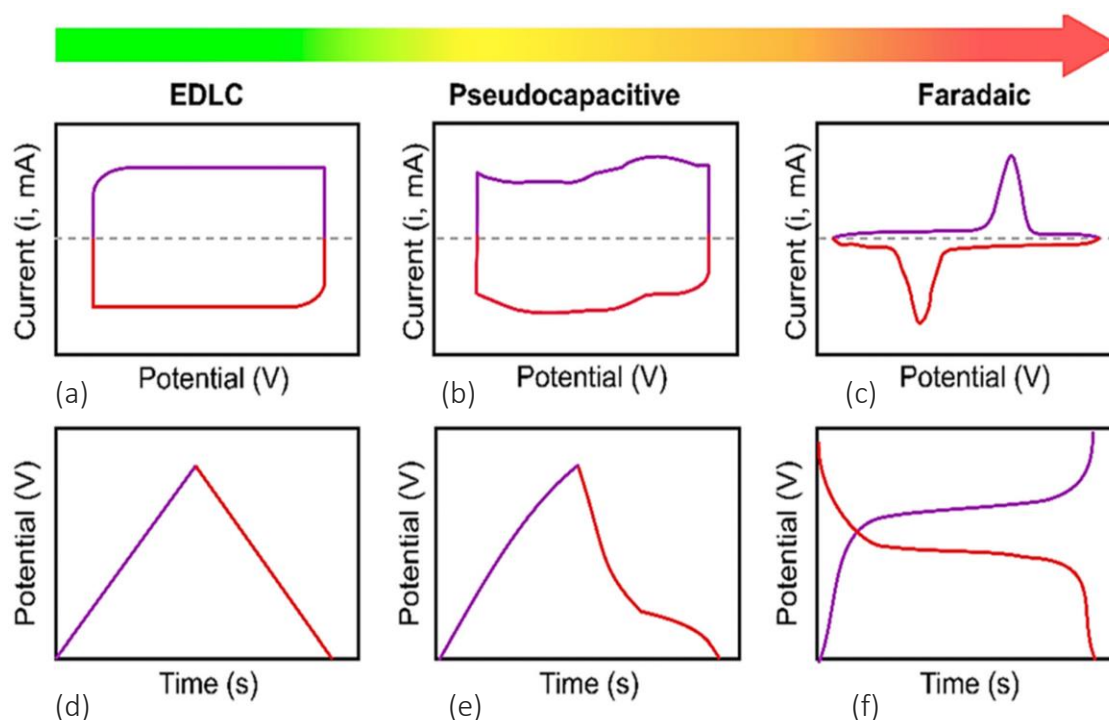 EDLC
Pseudocapacitive
Faradaic
Current (i, mA)
Current (i, mA)
Current (i, mA)
Potential (V)
Potential (V)
Potential (V)
(a)
(b)
(c)
Potential (V)
Potential (V)
Potential (V)
Time (s)
Time (s)
Time (s)
(d)
(e)
(f)